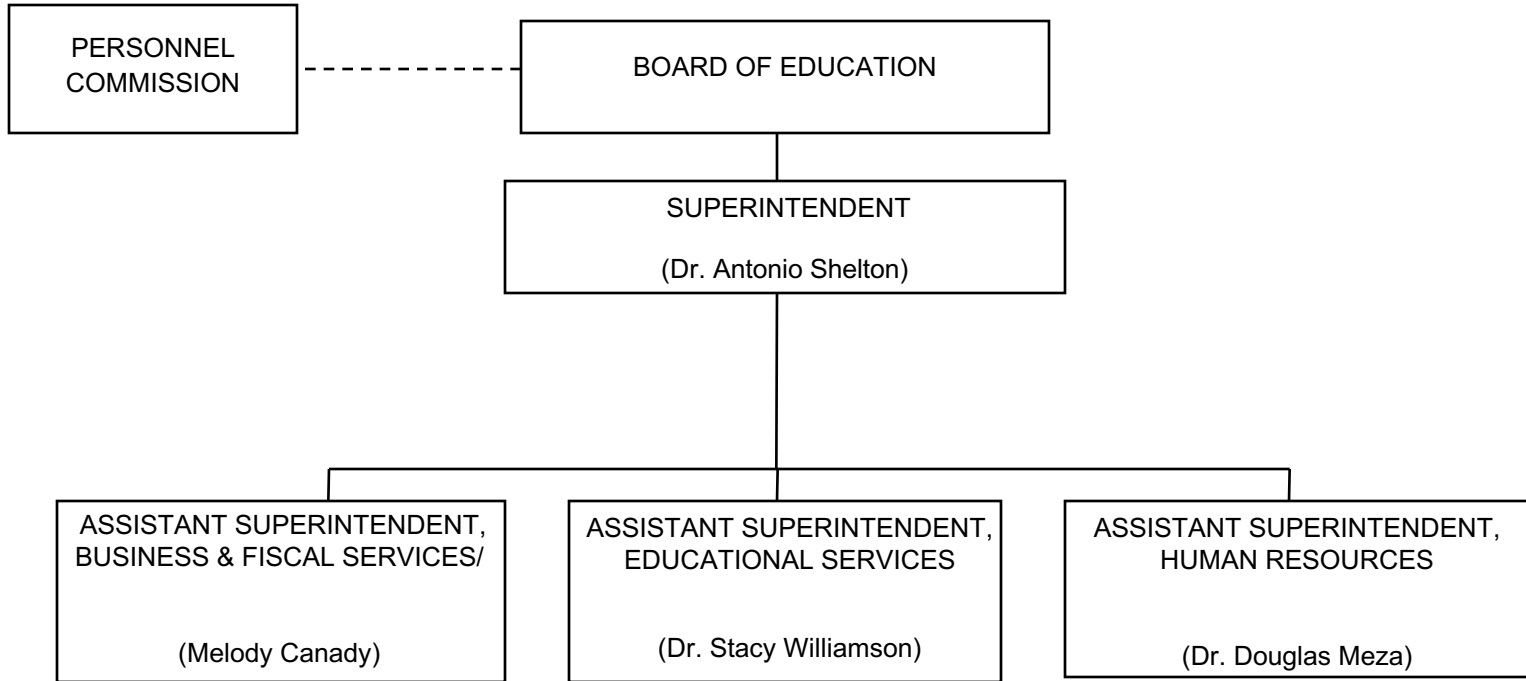 PERSONNEL
COMMISSION
BOARD OF EDUCATION
SUPERINTENDENT
(Dr. Antonio Shelton)
ASSISTANT SUPERINTENDENT,
BUSINESS & FISCAL SERVICES/
(Melody Canady)
ASSISTANT SUPERINTENDENT,
EDUCATIONAL SERVICES
(Dr. Stacy Williamson)
ASSISTANT SUPERINTENDENT,
HUMAN RESOURCES
(Dr. Douglas Meza)